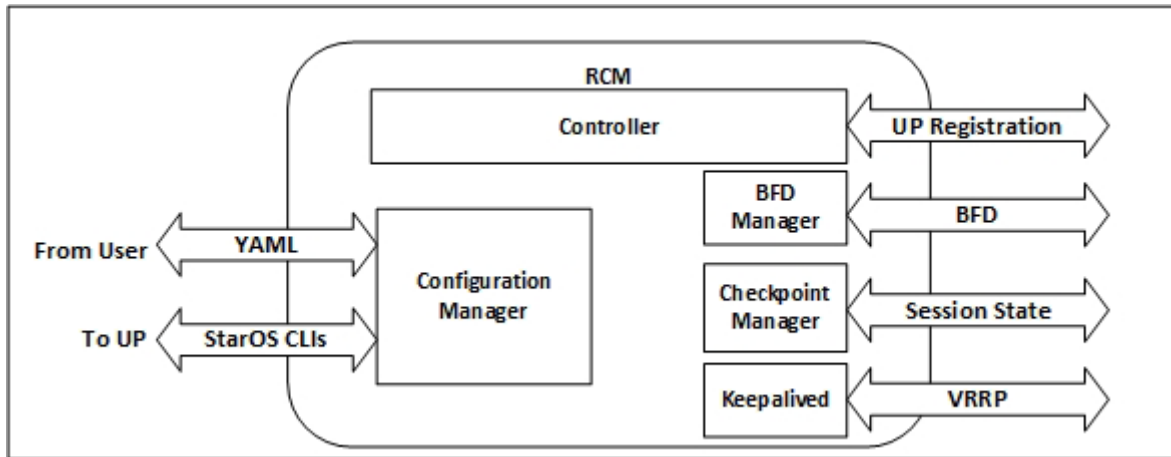 RCM
Controller
UP Registration
BFD
Manager
BFD
From User
YAML
Configuration
Manager
Checkpoint
Manager
Session State
To UP
StarOS CLIs
Keepalived
VRRP